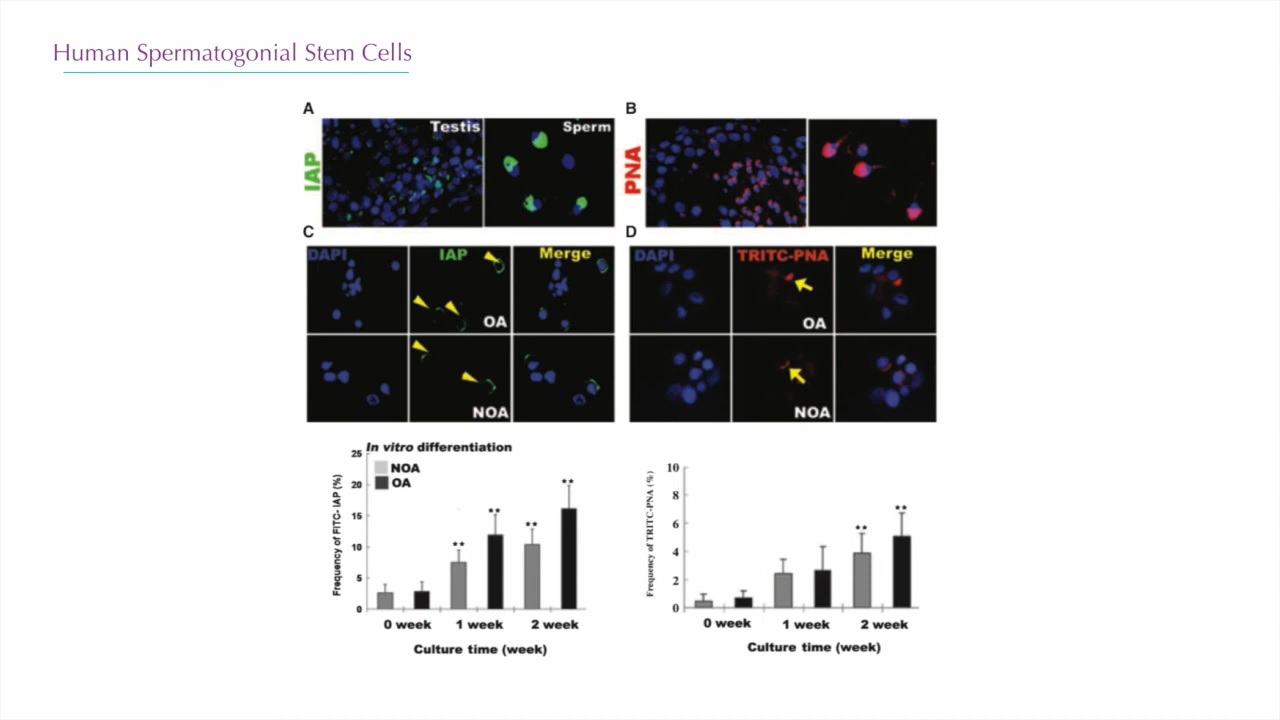 Human Spermatogonial Stem Cells
A
B
Testis
Sperm
IAP
PNA
C
D
DAPI
IAP
Merge
OA
NOA
DAPI
TRITC-PNA
Merge
OA
NOA
In vitro differentiation
NOA
OA
Frequency of FITC- IAP (%)
25
20
15
10
5
0
** ** ** **
0 week 1 week 2 week
Culture time (week)
Frequency of TRITC-PNA (%)
10
8
6
4
2
0
** **
0 week 1 week 2 week
Culture time (week)